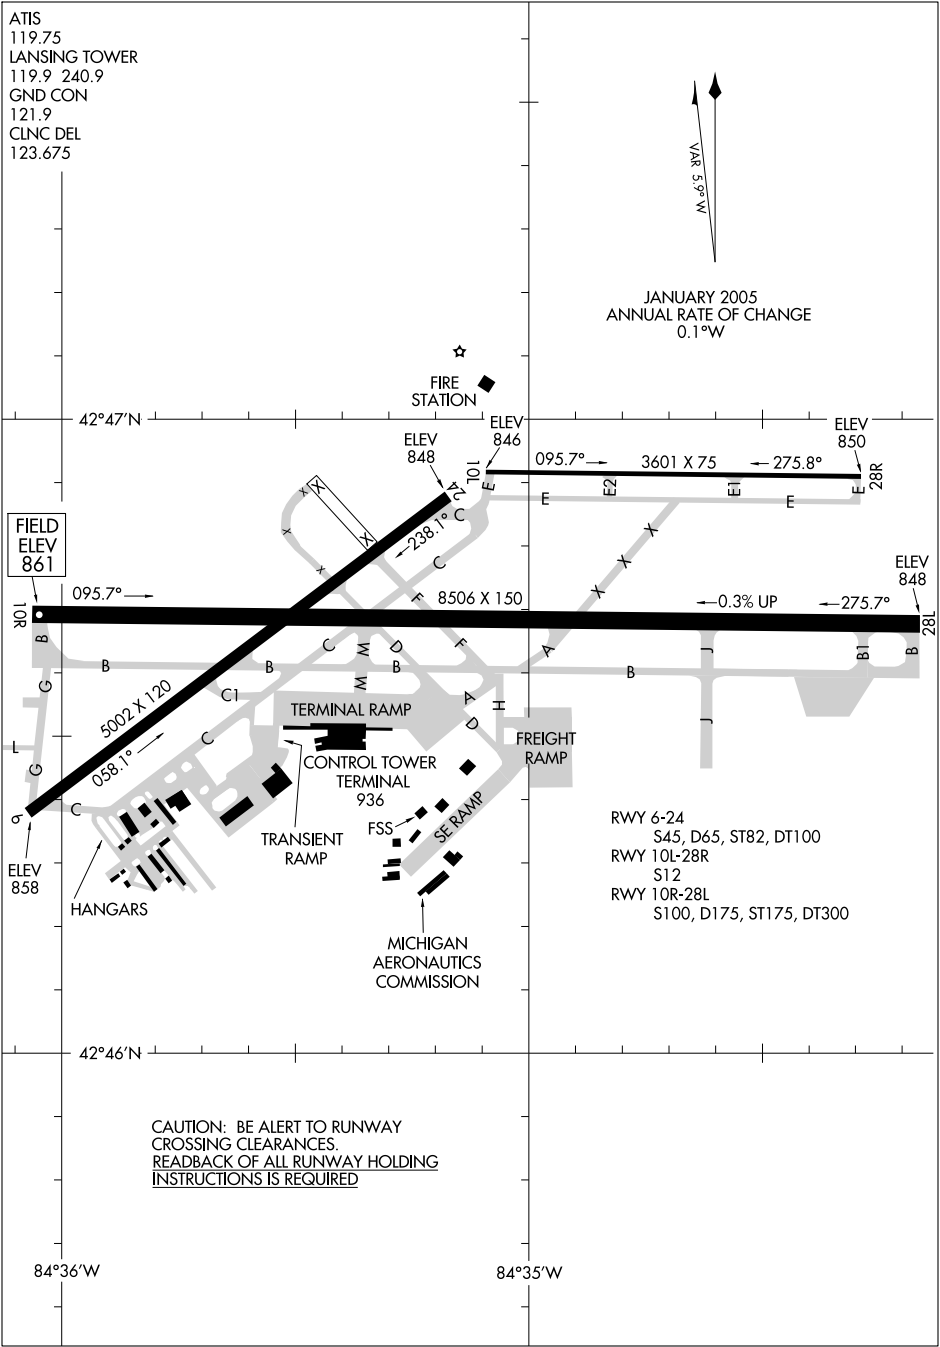 ATIS
119.75
LANSING TOWER
119.9 240.9
GND CON
121.9
CLNC DEL
123.675
VAR 5.9° W
JANUARY 2005
ANNUAL RATE OF CHANGE
0.1°W
FIRE
STATION
42°47'N
ELEV
846
ELEV
850
ELEV
848
10L
095.7°
3601 X 75
275.8°
28R
E
E2
E1
E
E
E
24
C
X
X
X
X
238.1°
FIELD
ELEV
861
X
X
C
X
X
X
ELEV
848
10R
095.7°
F
8506 X 150
0.3% UP
275.7°
28L
B
C
W
D
F
A
J
B1
B
B
B
B
B
G
W
C1
A
H
5002 X 120
TERMINAL RAMP
D
J
C
L
G
058.1°
FREIGHT
RAMP
CONTROL TOWER
TERMINAL
936
C
6
FSS
SE RAMP
TRANSIENT
RAMP
ELEV
858
HANGARS
RWY 6-24
S45, D65, ST82, DT100
RWY 10L-28R
S12
RWY 10R-28L
S100, D175, ST175, DT300
MICHIGAN
AERONAUTICS
COMMISSION
42°46'N
CAUTION: BE ALERT TO RUNWAY
CROSSING CLEARANCES.
READBACK OF ALL RUNWAY HOLDING
INSTRUCTIONS IS REQUIRED
84°36'W
84°35'W